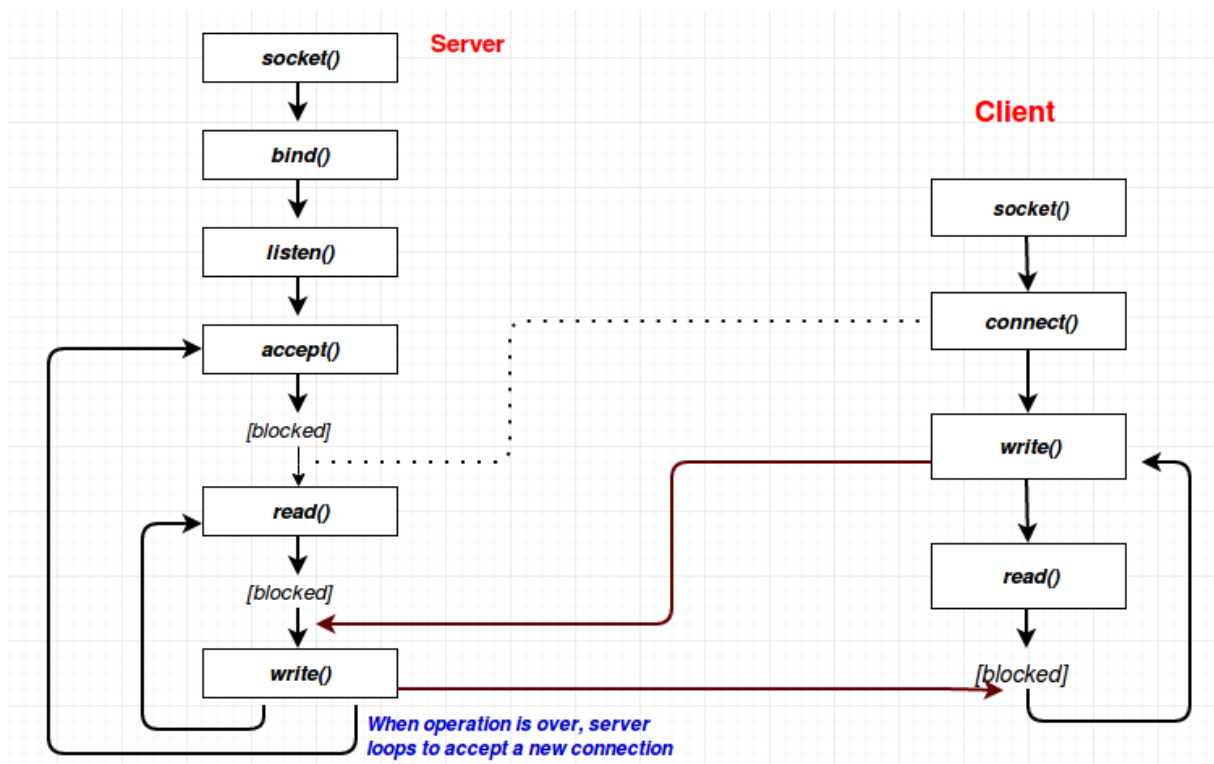 Server
socket()
bind()
listen()
accept()
[blocked]
read()
[blocked]
write()
When operation is over, server
loops to accept a new connection
Client
socket()
connect()
write()
read()
[blocked]